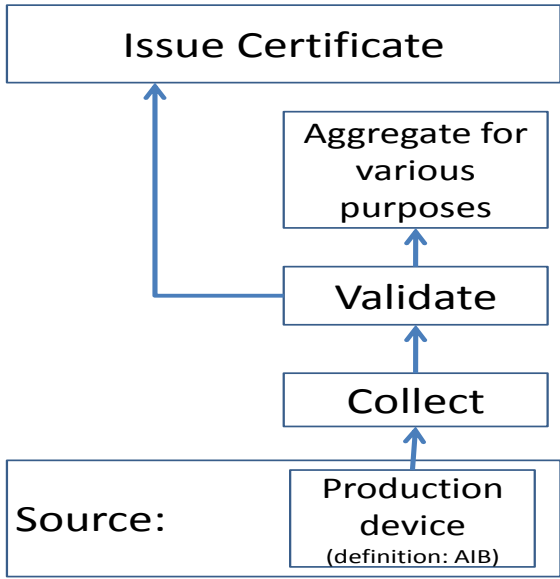 Issue Certificate
Aggregate for
various
purposes
Validate
Collect
Source:
Production
device
(definition: AIB)